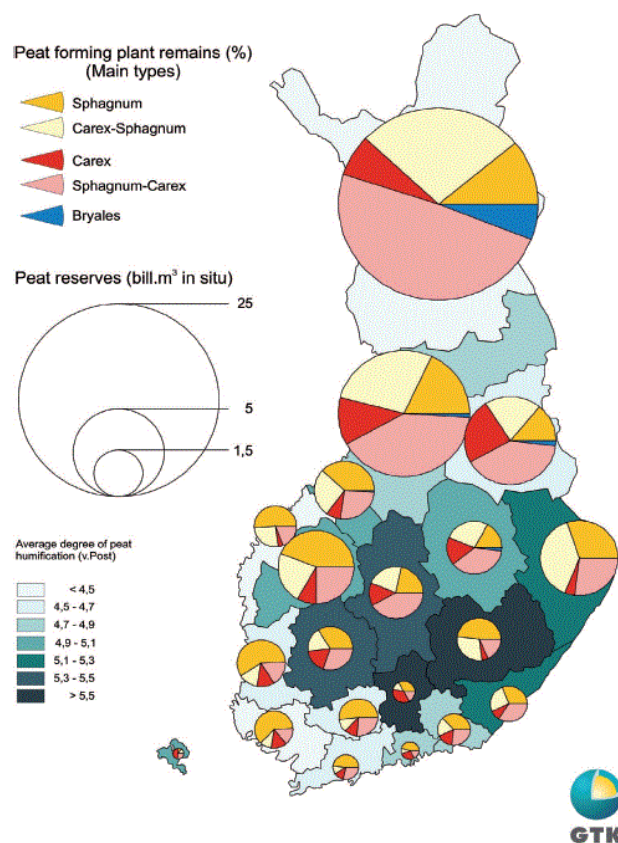 Peat forming plant remains (%)
(Main types)
Sphagnum
Carex-Sphagnum
Carex
Sphagnum-Carex
Bryales
Peat reserves (bill.m³ in situ)
25
5
1,5
Average degree of peat
humification (v.Post)
< 4,5
4,5 - 4,7
4,7 - 4,9
4,9 - 5,1
5,1 - 5,3
5,3 - 5,5
> 5,5
GTK